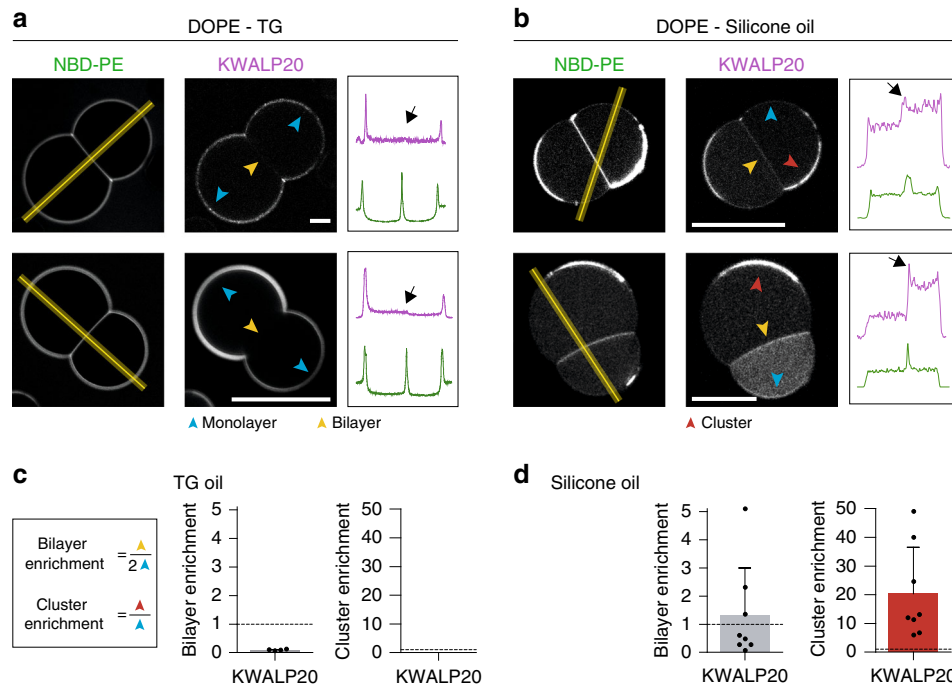 a
DOPE - TG
NBD-PE
KWALP20
Monolayer
Bilayer
b
DOPE - Silicone oil
NBD-PE
KWALP20
Cluster
c
TG oil
Bilayer
enrichment
=
2
Cluster
enrichment
=
Bilayer enrichment
5
4
3
2
1
0
KWALP20
Cluster enrichment
50
40
30
20
10
0
KWALP20
d
Silicone oil
Bilayer enrichment
5
4
3
2
1
0
KWALP20
Cluster enrichment
50
40
30
20
10
0
KWALP20